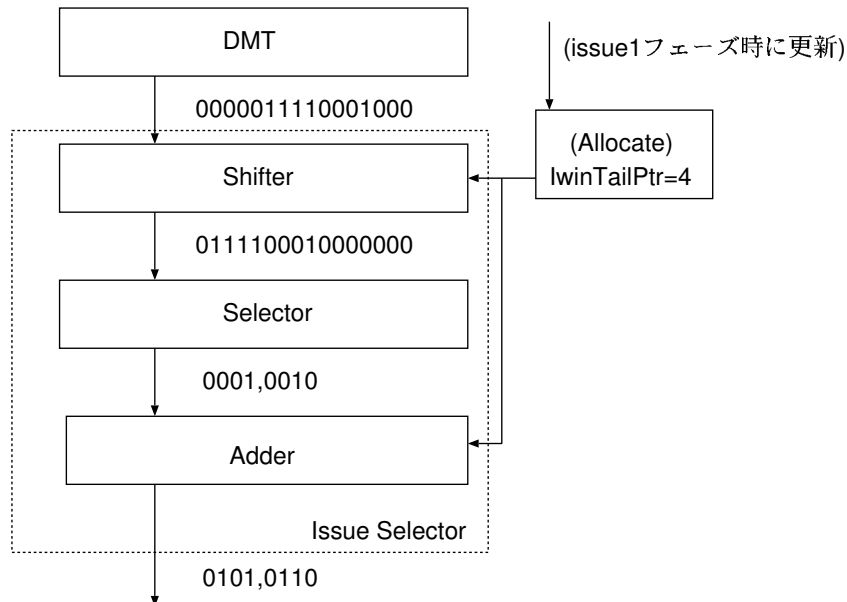 DMT
(issue1フェーズ時に更新)
0000011110001000
(Allocate)
IwinTailPtr=4
Shifter
0111100010000000
Selector
0001,0010
Adder
Issue Selector
0101,0110